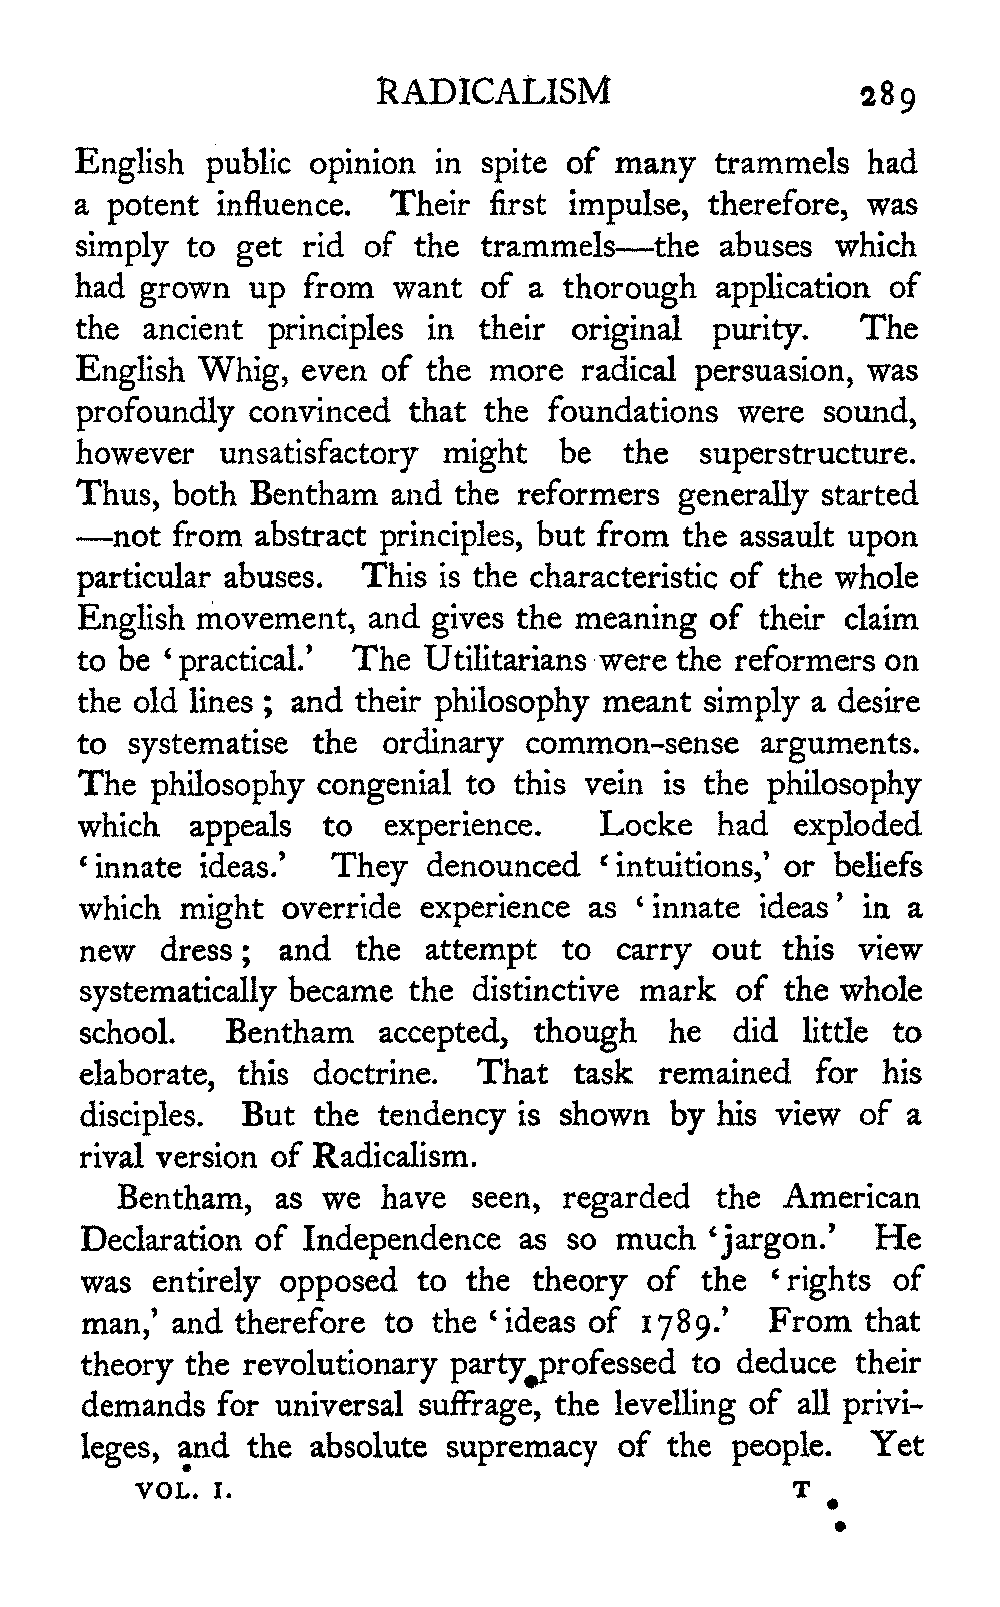 RADICALISM 289
English public opinion in spite of many trammels had
a potent influence. Their first impulse, therefore, was
simply to get rid of the trammels—the abuses which
had grown up from want of a thorough application of
the ancient principles in their original purity. The
English Whig, even of the more radical persuasion, was
profoundly convinced that the foundations were sound,
however unsatisfactory might be the superstructure.
Thus, both Bentham and the reformers generally started
—not from abstract principles, but from the assault upon
particular abuses. This is the characteristic of the whole
English movement, and gives the meaning of their claim
to be ‘practical.’ The Utilitarians were the reformers on
the old lines; and their philosophy meant simply a desire
to systematise the ordinary common-sense arguments.
The philosophy congenial to this vein is the philosophy
which appeals to experience. Locke had exploded
‘innate ideas.’ They denounced ‘intuitions,’ or beliefs
which might override experience as ‘innate ideas’ in a
new dress; and the attempt to carry out this view
systematically became the distinctive mark of the whole
school. Bentham accepted, though he did little to
elaborate, this doctrine. That task remained for his
disciples. But the tendency is shown by his view of a
rival version of Radicalism.
Bentham, as we have seen, regarded the American
Declaration of Independence as so much ‘jargon.’ He
was entirely opposed to the theory of the ‘rights of
man,’ and therefore to the ‘ideas of 1789.’ From that
theory the revolutionary party professed to deduce their
demands for universal suffrage, the levelling of all privi-
leges, and the absolute supremacy of the people. Yet
VOL. I. T